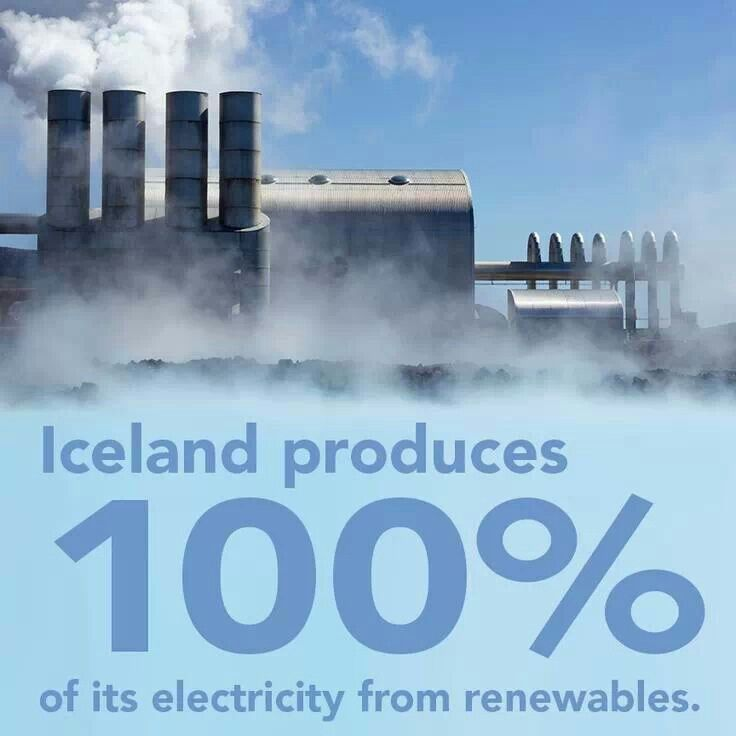 Iceland produces
100%
of its electricity from renewables.